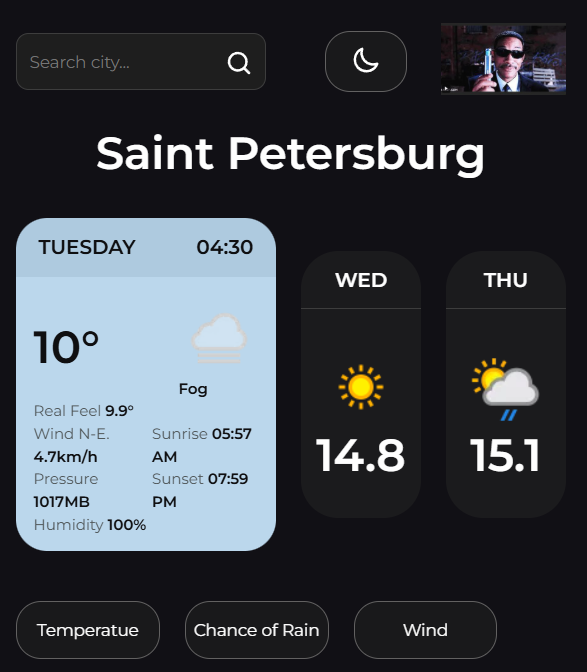 Search city...
Saint Petersburg
TUESDAY 04:30
10°
Fog
Real Feel 9.9°
Wind N-E.
4.7km/h
Pressure
1017MB
Humidity 100%
Sunrise 05:57
AM
Sunset 07:59
PM
WED
14.8
THU
15.1
Temperatue
Chance of Rain
Wind